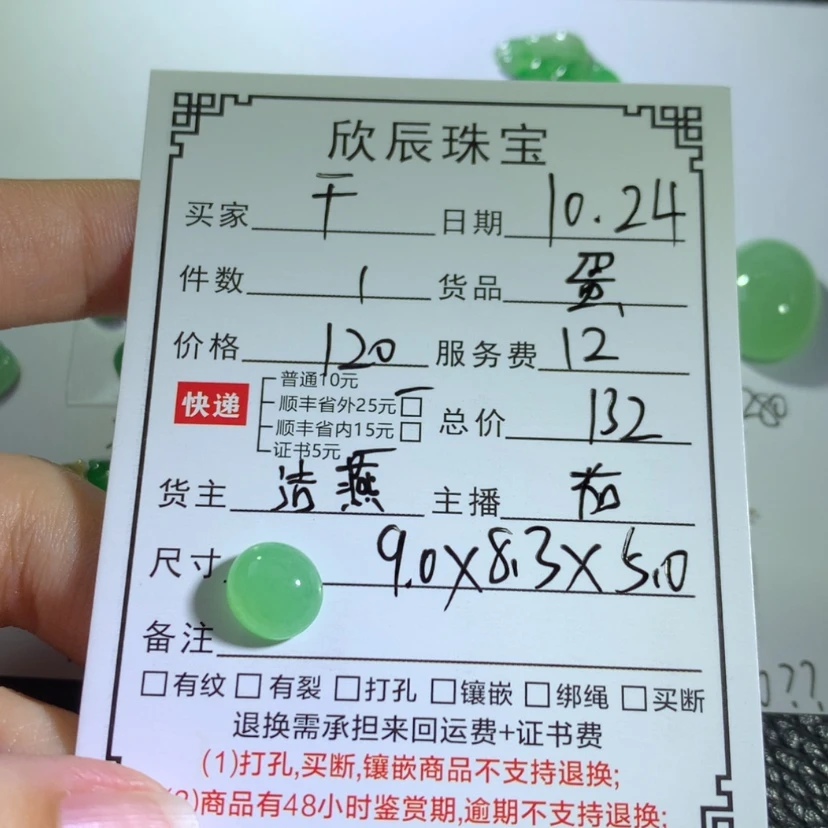 欣辰珠宝
买家 干 日期 10.24
件数 1 货品 蛋
价格 120 服务费 12
快递
普通10元
顺丰省外25元□
顺丰省内15元□
证书5元
总价 132
货主 洁燕 主播
尺寸 9.0X8.3X5.0
备注
□有纹□有裂□打孔□镶嵌□绑绳□买断
退换需承担来回运费+证书费
(1)打孔,买断,镶嵌商品不支持退换;
(2)商品有48小时鉴赏期,逾期不支持退换;
280
??